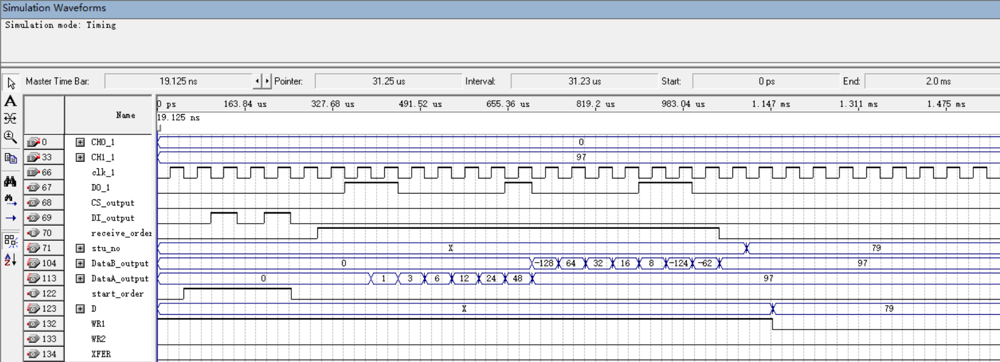 Simulation Waveforms
Simulation mode: Timing
Master Time Bar: 19.125 ns Pointer: 31.25 us Interval: 31.23 us Start: 0 ps End: 2.0 ms
Name
0 ps 163.84 us 327.68 us 491.52 us 655.36 us 819.2 us 983.04 us 1.147 ms 1.311 ms 1.475 ms
19.125 ns
0 CH0_1 0
33 CH1_1 97
66 clk_1
67 DO_1
68 CS_output
69 DI_output
70 receive_order
71 stu_no X 79
104 DataB_output 0 -128 64 32 16 8 -124 -62 97
113 DataA_output 0 1 3 6 12 24 48 97
122 start_order
123 D X 79
132 WR1
133 WR2
134 XFER